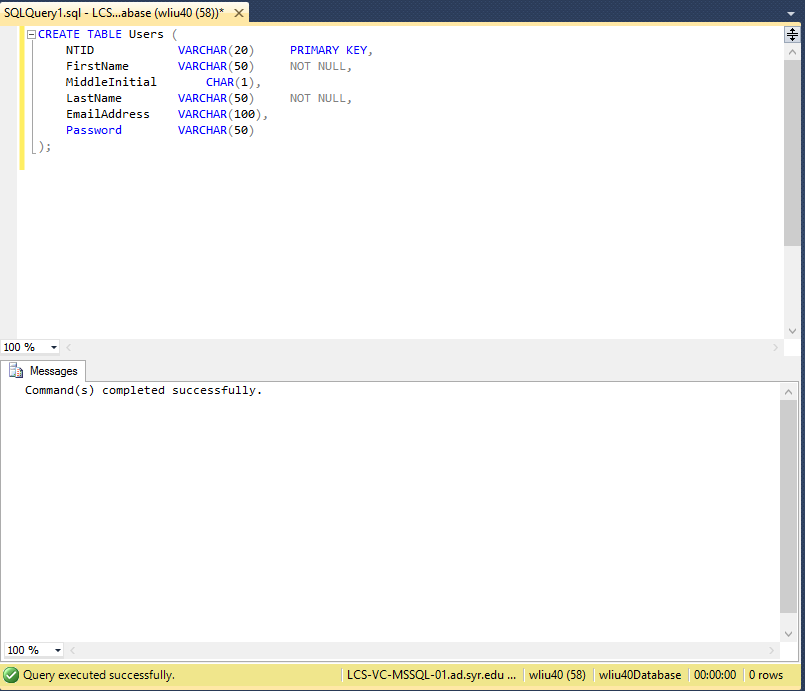 SQLQuery1.sql - LCS...abase (wliu40 (58))*
CREATE TABLE Users (
NTID VARCHAR(20) PRIMARY KEY,
FirstName VARCHAR(50) NOT NULL,
MiddleInitial CHAR(1),
LastName VARCHAR(50) NOT NULL,
EmailAddress VARCHAR(100),
Password VARCHAR(50)
);
100 %
Messages
Command(s) completed successfully.
100 %
Query executed successfully. LCS-VC-MSSQL-01.ad.syr.edu ... wliu40 (58) wliu40Database 00:00:00 0 rows